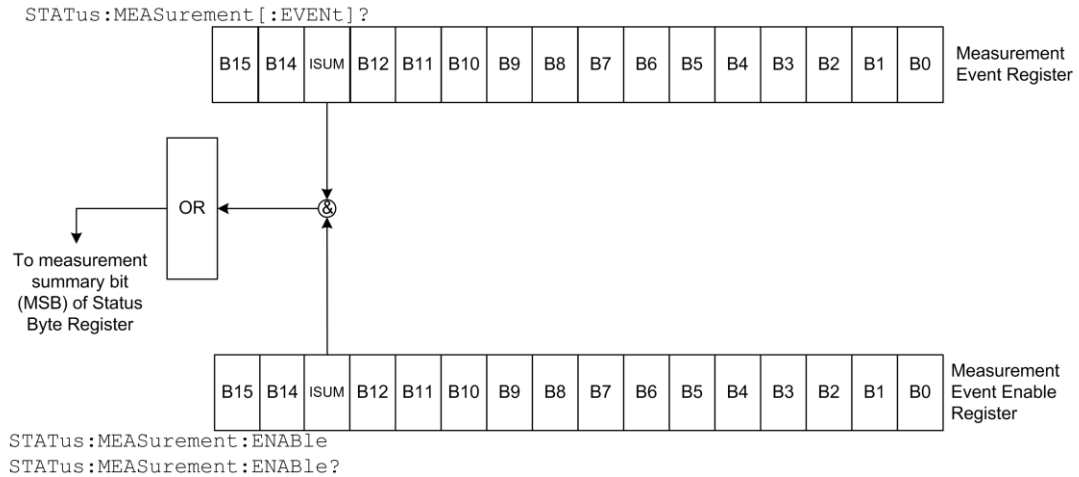 STATus:MEASurement[:EVENt]?
B15 B14 ISUM B12 B11 B10 B9 B8 B7 B6 B5 B4 B3 B2 B1 B0
Measurement
Event Register
OR
&
To measurement
summary bit
(MSB) of Status
Byte Register
B15 B14 ISUM B12 B11 B10 B9 B8 B7 B6 B5 B4 B3 B2 B1 B0
Measurement
Event Enable
Register
STATus:MEASurement:ENABle
STATus:MEASurement:ENABle?